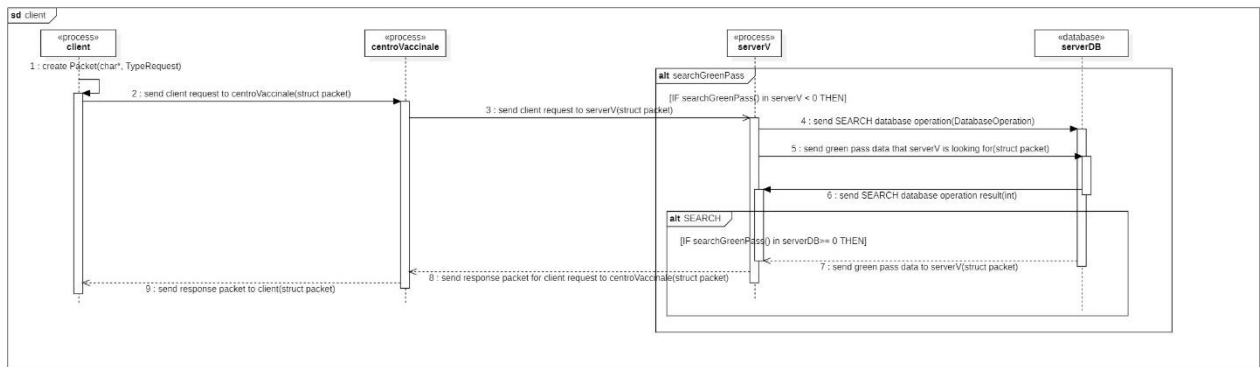 sd client
«process»
client
«process»
centroVaccinale
«process»
serverV
«database»
serverDB
1 : create Packet(char*, TypeRequest)
alt searchGreenPass
2 : send client request to centroVaccinale(struct packet)
[IF searchGreenPass() in serverV < 0 THEN]
3 : send client request to serverV(struct packet)
4 : send SEARCH database operation(DatabaseOperation)
5 : send green pass data that serverV is looking for(struct packet)
6 : send SEARCH database operation result(int)
alt SEARCH
[IF searchGreenPass() in serverDB>= 0 THEN]
7 : send green pass data to serverV(struct packet)
8 : send response packet for client request to centroVaccinale(struct packet)
9 : send response packet to client(struct packet)